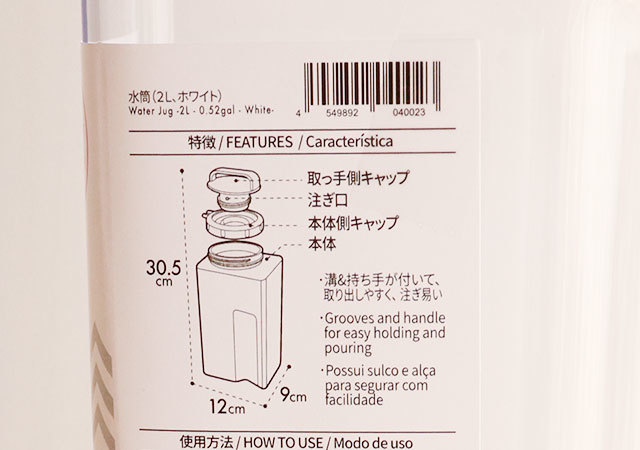 水筒(2L、ホワイト)
Water Jug -2L - 0.52gal - White-
4 549892 040023
特徴 / FEATURES / Característica
取っ手側キャップ
注ぎ口
本体側キャップ
本体
30.5
cm
・溝&持ち手が付いて、
取り出しやすく、注ぎ易い
・Grooves and handle
for easy holding and
pouring
・Possui sulco e alça
para segurar com
facilidade
12cm
9cm
使用方法 / HOW TO USE / Modo de uso